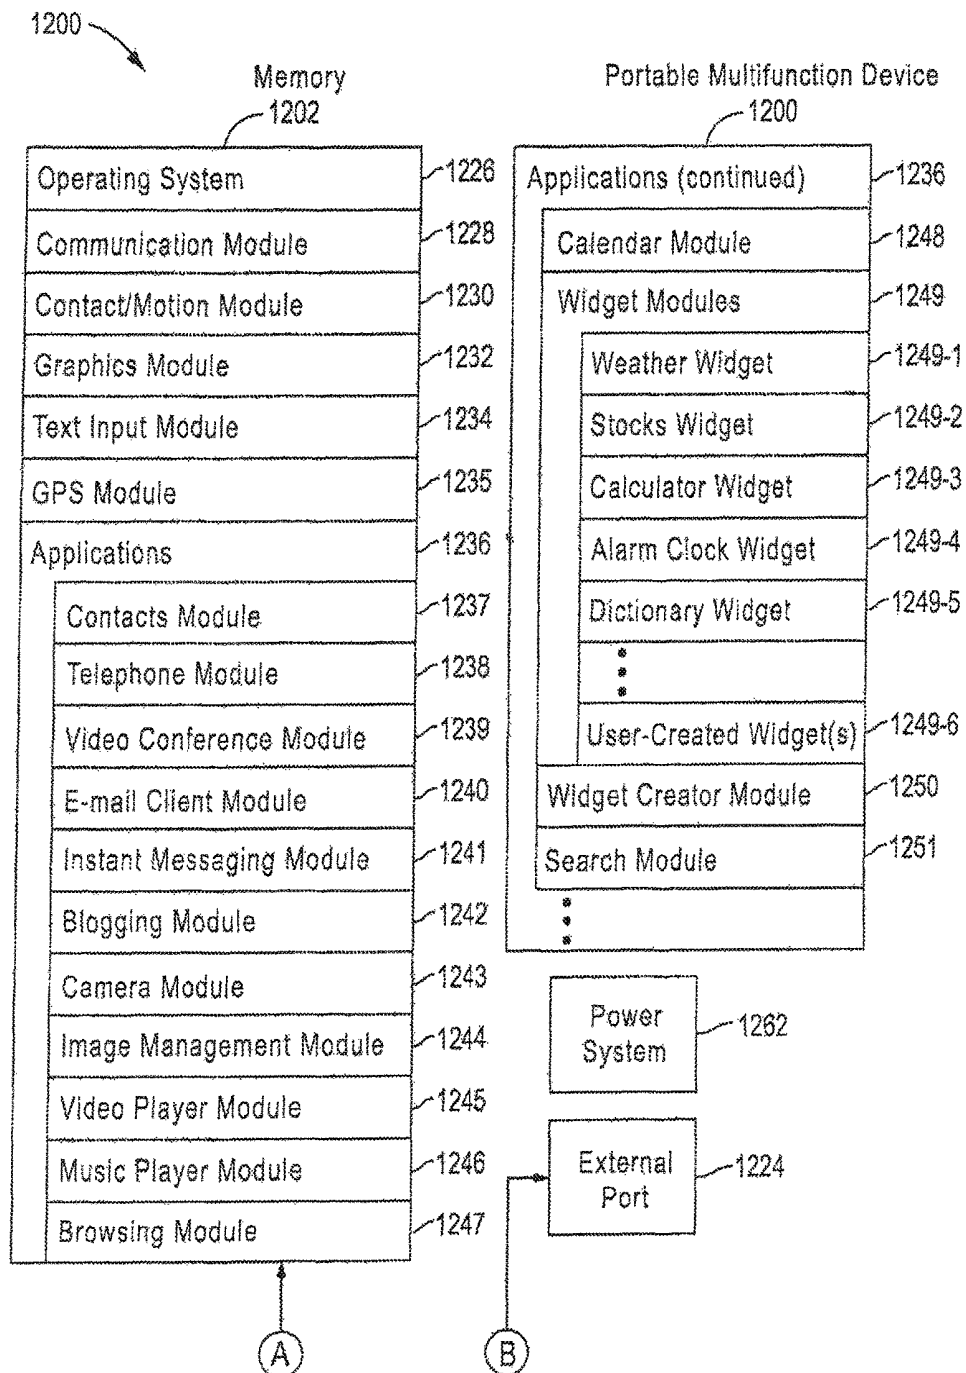 1200
Memory
1202
Operating System
1226
Communication Module
1228
Contact/Motion Module
1230
Graphics Module
1232
Text Input Module
1234
GPS Module
1235
Applications
1236
Contacts Module
1237
Telephone Module
1238
Video Conference Module
1239
E-mail Client Module
1240
Instant Messaging Module
1241
Blogging Module
1242
Camera Module
1243
Image Management Module
1244
Video Player Module
1245
Music Player Module
1246
Browsing Module
1247
A
Portable Multifunction Device
1200
Applications (continued)
1236
Calendar Module
1248
Widget Modules
1249
Weather Widget
1249-1
Stocks Widget
1249-2
Calculator Widget
1249-3
Alarm Clock Widget
1249-4
Dictionary Widget
1249-5
User-Created Widget(s)
1249-6
Widget Creator Module
1250
Search Module
1251
Power
System
1262
External
Port
1224
B